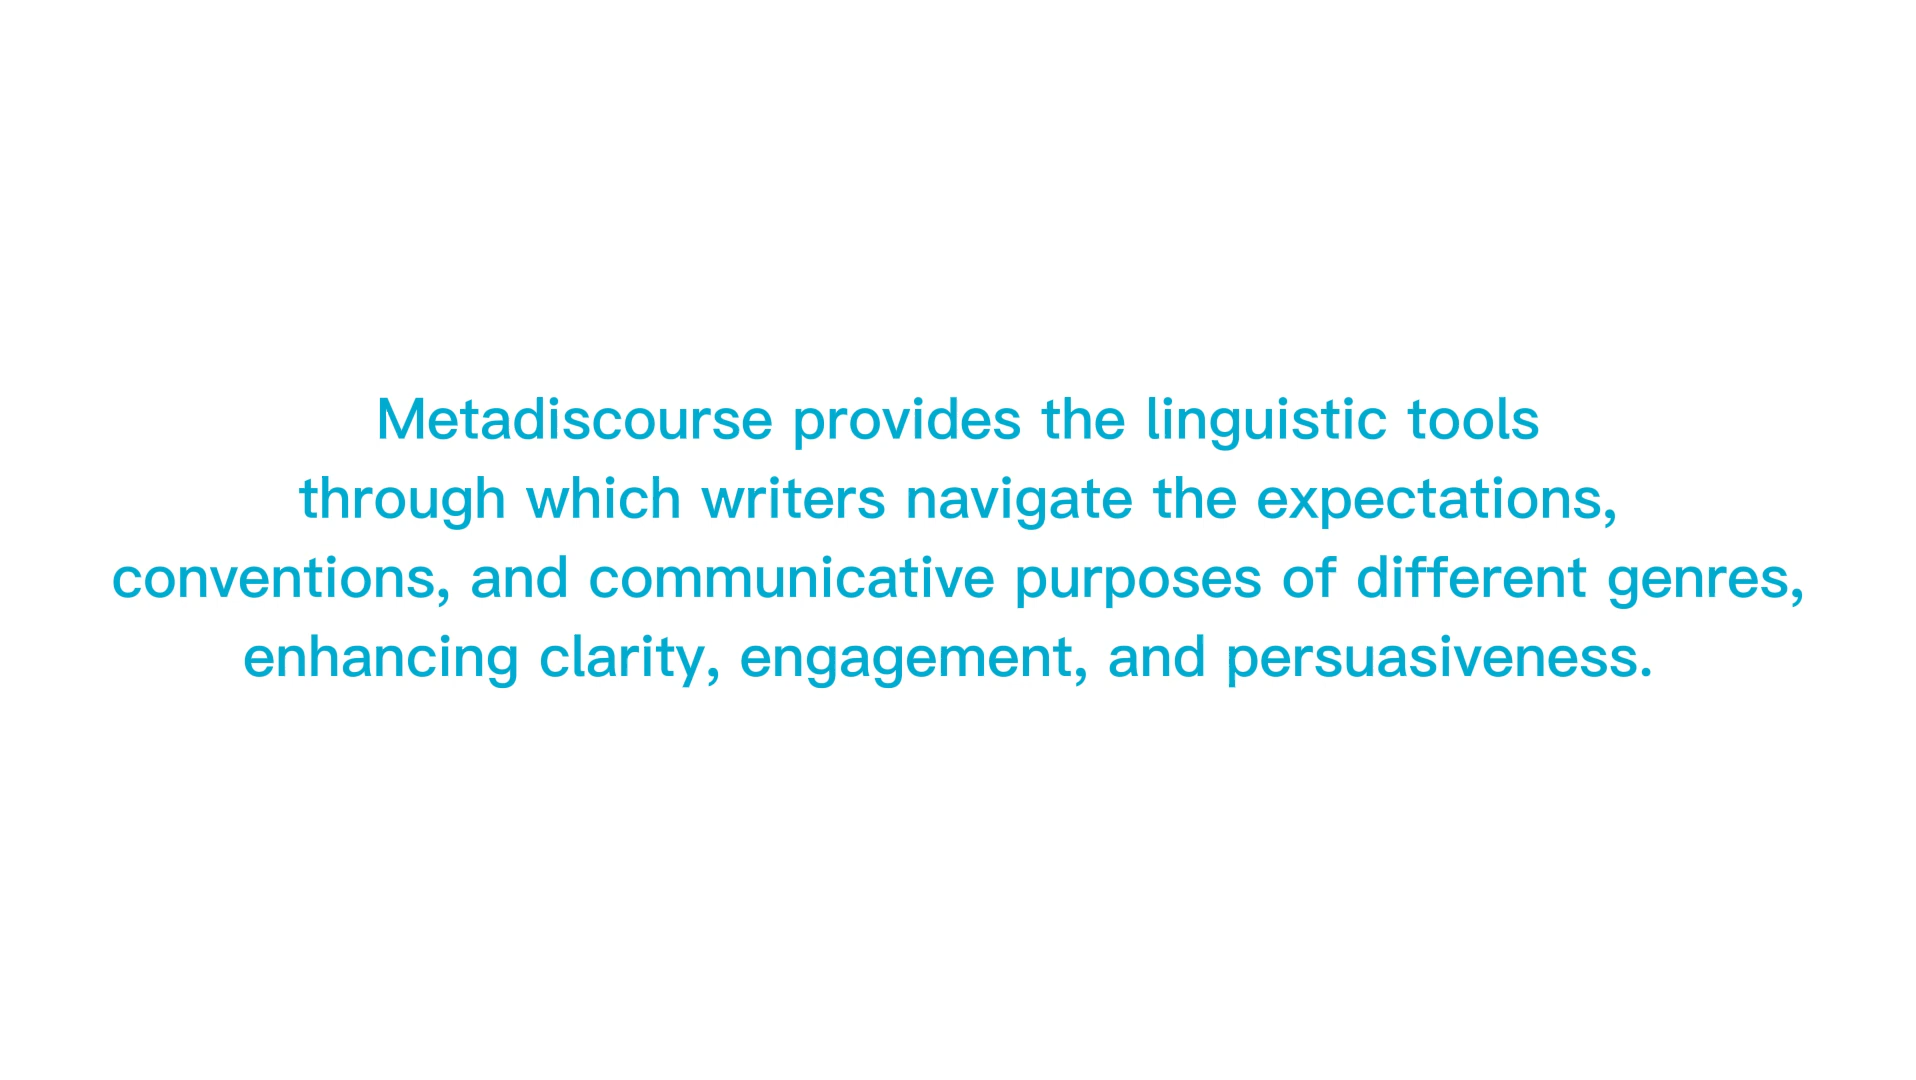 Metadiscourse provides the linguistic tools
through which writers navigate the expectations,
conventions, and communicative purposes of different genres,
enhancing clarity, engagement, and persuasiveness.